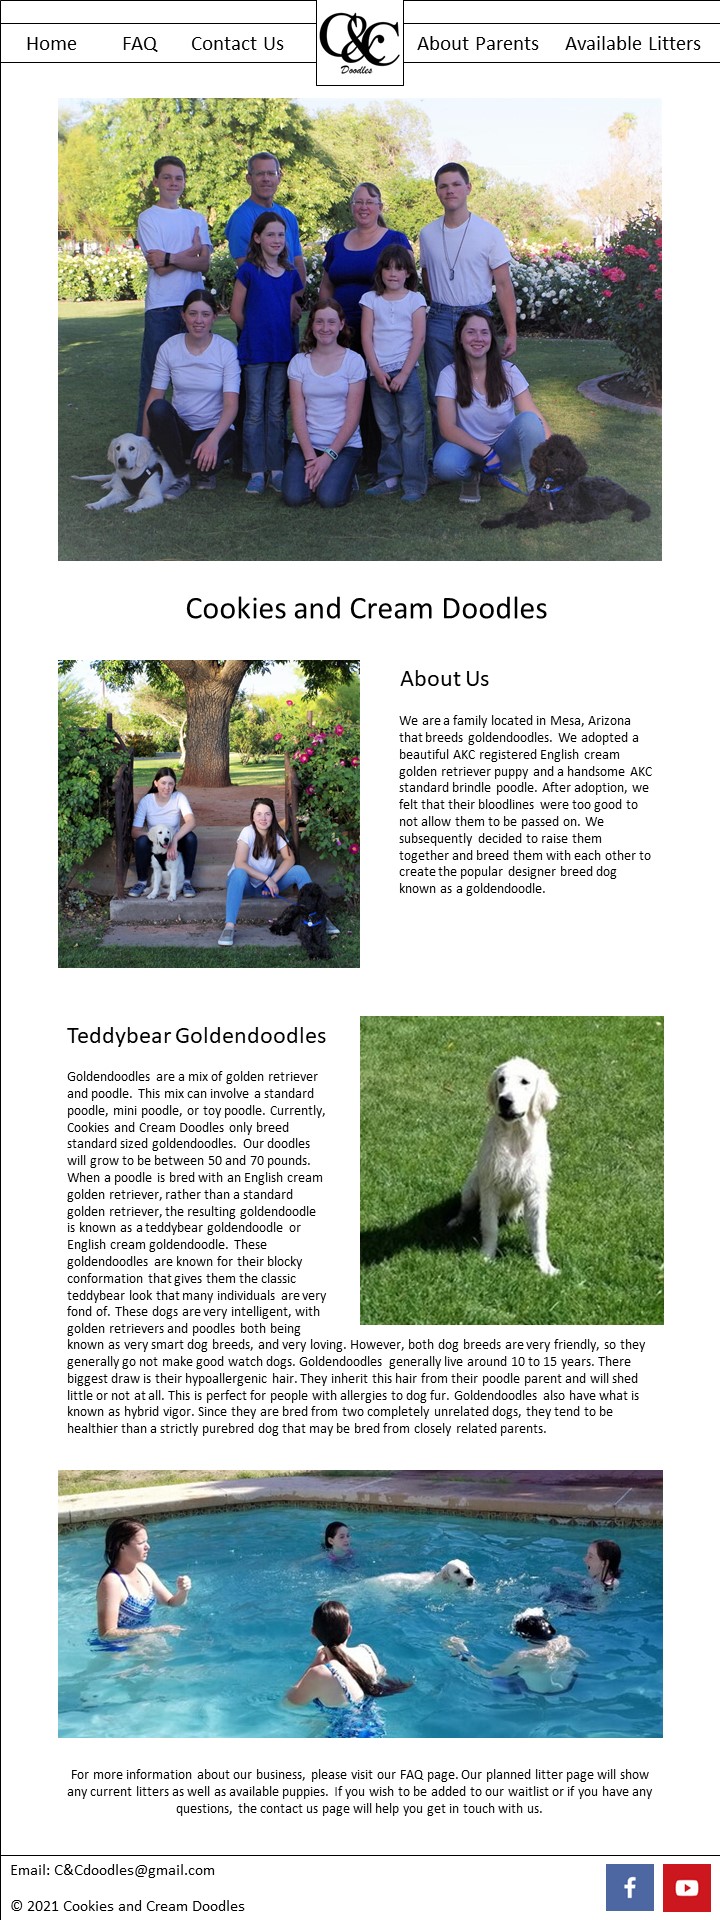 Home FAQ Contact Us C&C Doodles About Parents Available Litters
Cookies and Cream Doodles
About Us
We are a family located in Mesa, Arizona
that breeds goldendoodles. We adopted a
beautiful AKC registered English cream
golden retriever puppy and a handsome AKC
standard brindle poodle. After adoption, we
felt that their bloodlines were too good to
not allow them to be passed on. We
subsequently decided to raise them
together and breed them with each other to
create the popular designer breed dog
known as a goldendoodle.
Teddybear Goldendoodles
Goldendoodles are a mix of golden retriever
and poodle. This mix can involve a standard
poodle, mini poodle, or toy poodle. Currently,
Cookies and Cream Doodles only breed
standard sized goldendoodles. Our doodles
will grow to be between 50 and 70 pounds.
When a poodle is bred with an English cream
golden retriever, rather than a standard
golden retriever, the resulting goldendoodle
is known as a teddybear goldendoodle or
English cream goldendoodle. These
goldendoodles are known for their blocky
conformation that gives them the classic
teddybear look that many individuals are very
fond of. These dogs are very intelligent, with
golden retrievers and poodles both being
known as very smart dog breeds, and very loving. However, both dog breeds are very friendly, so they
generally go not make good watch dogs. Goldendoodles generally live around 10 to 15 years. There
biggest draw is their hypoallergenic hair. They inherit this hair from their poodle parent and will shed
little or not at all. This is perfect for people with allergies to dog fur. Goldendoodles also have what is
known as hybrid vigor. Since they are bred from two completely unrelated dogs, they tend to be
healthier than a strictly purebred dog that may be bred from closely related parents.
For more information about our business, please visit our FAQ page. Our planned litter page will show
any current litters as well as available puppies. If you wish to be added to our waitlist or if you have any
questions, the contact us page will help you get in touch with us.
Email: C&Cdoodles@gmail.com
© 2021 Cookies and Cream Doodles